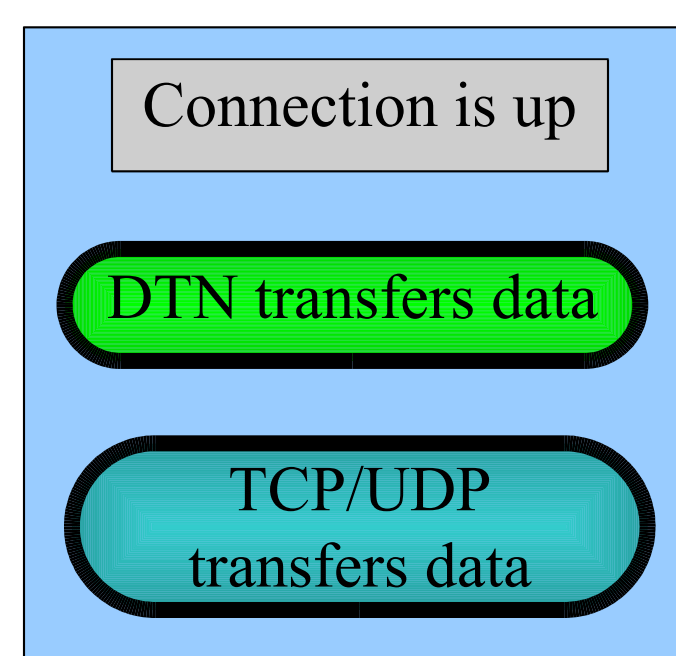 Connection is up
DTN transfers data
TCP/UDP
transfers data